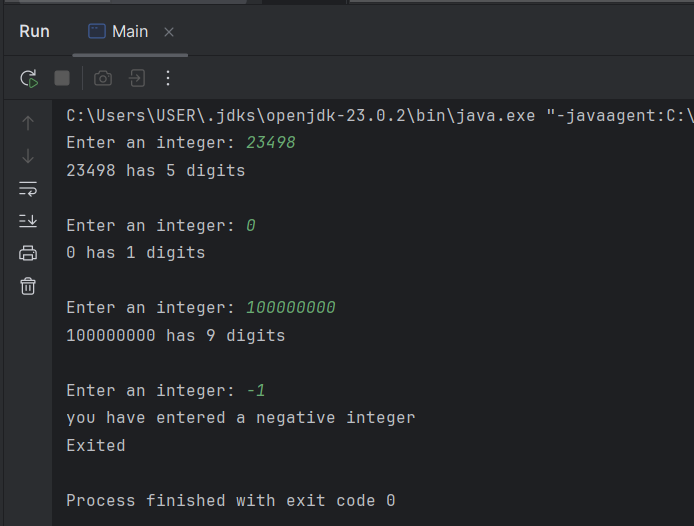 Run Main
C:\Users\USER\.jdks\openjdk-23.0.2\bin\java.exe "-javaagent:C:\
Enter an integer: 23498
23498 has 5 digits
Enter an integer: 0
0 has 1 digits
Enter an integer: 100000000
100000000 has 9 digits
Enter an integer: -1
you have entered a negative integer
Exited
Process finished with exit code 0